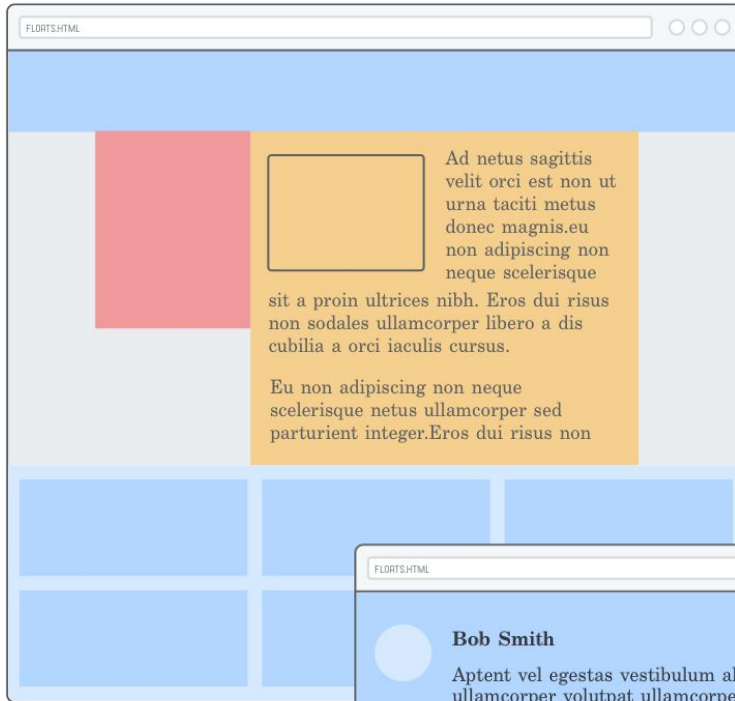 FLOATS.HTML
Ad netus sagittis
velit orci est non ut
urna taciti metus
donec magnis.eu
non adipiscing non
neque scelerisque
sit a proin ultrices nibh. Eros dui risus
non sodales ullamcorper libero a dis
cubilia a orci iaculis cursus.
Eu non adipiscing non neque
scelerisque netus ullamcorper sed
parturient integer.Eros dui risus non
FLOATS.HTML
Bob Smith
Aptent vel egestas vestibulum
ullamcorper volutpat